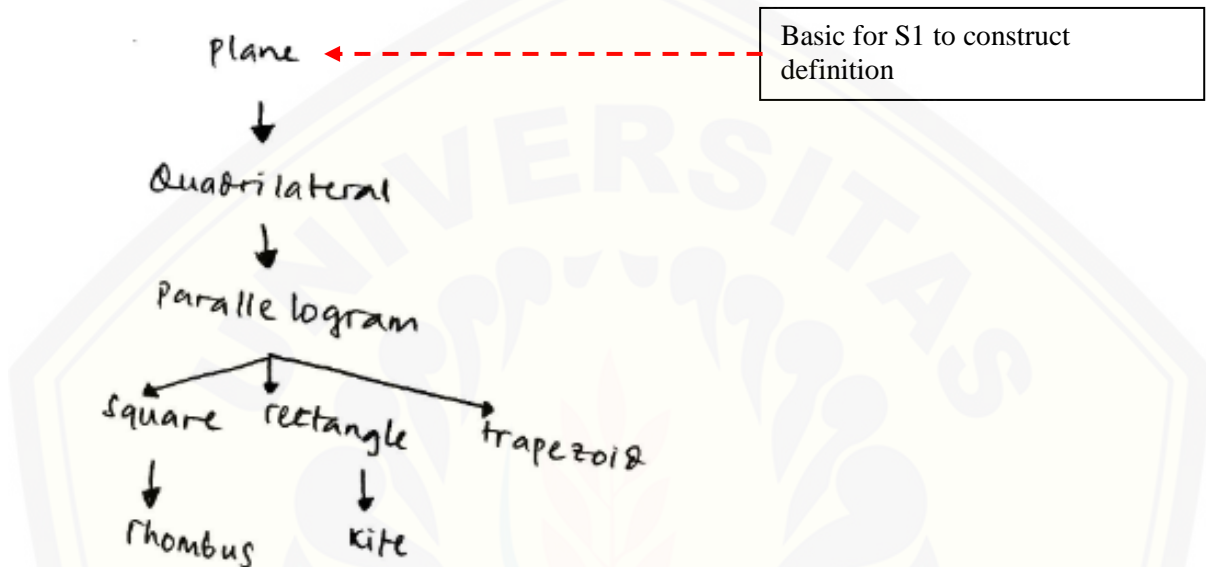 plane
Basic for S1 to construct
definition
Quadrilateral
Parallelogram
square rectangle trapezoid
rhombus kite
UNIVERSITAS